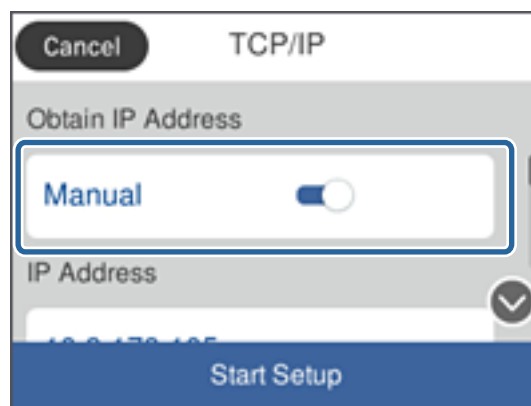 Cancel
TCP/IP
Obtain IP Address
Manual
IP Address
Start Setup